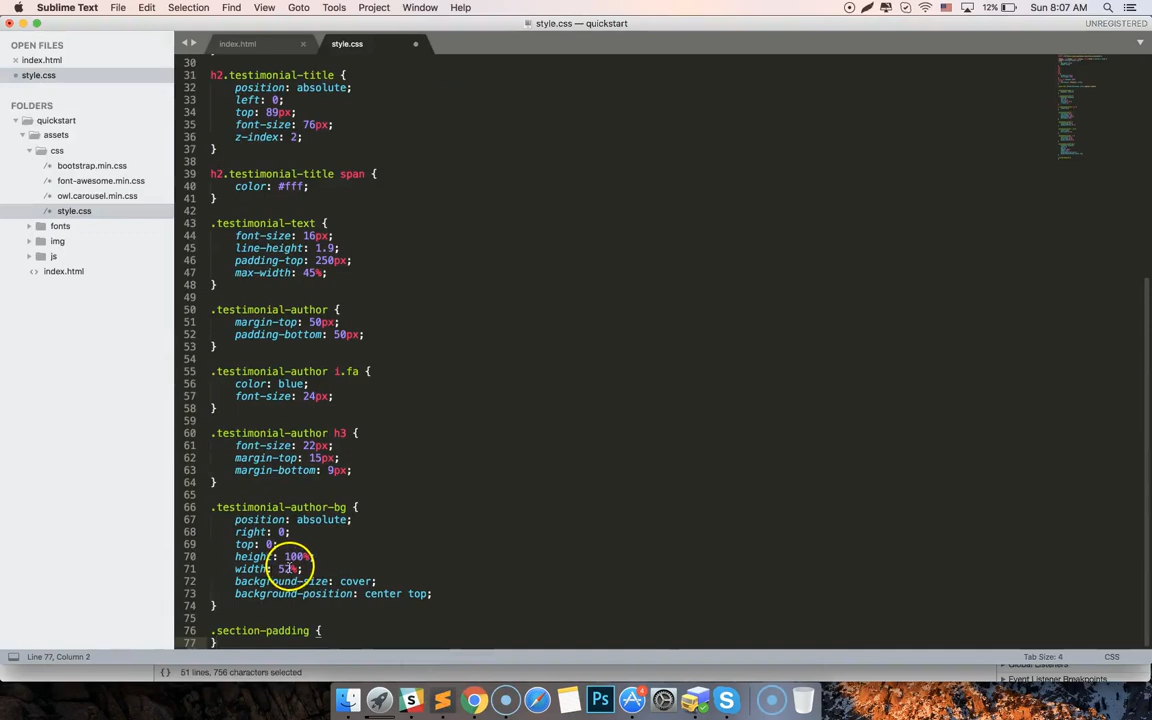 Sublime Text File Edit Selection Find View Goto Tools Project Window Help 12% Sun 8:07 AM
style.css — quickstart UNREGISTERED
OPEN FILES
index.html
style.css
FOLDERS
quickstart
assets
css
bootstrap.min.css
font-awesome.min.css
owl.carousel.min.css
style.css
fonts
img
js
index.html
index.html style.css
30 }
31 h2.testimonial-title {
32 position: absolute;
33 left: 0;
34 top: 89px;
35 font-size: 76px;
36 z-index: 2;
37 }
38
39 h2.testimonial-title span {
40 color: #fff;
41 }
42
43 .testimonial-text {
44 font-size: 16px;
45 line-height: 1.9;
46 padding-top: 250px;
47 max-width: 45%;
48 }
49
50 .testimonial-author {
51 margin-top: 50px;
52 padding-bottom: 50px;
53 }
54
55 .testimonial-author i.fa {
56 color: blue;
57 font-size: 24px;
58 }
59
60 .testimonial-author h3 {
61 font-size: 22px;
62 margin-top: 15px;
63 margin-bottom: 9px;
64 }
65
66 .testimonial-author-bg {
67 position: absolute;
68 right: 0;
69 top: 0;
70 height: 100%;
71 width: 52%;
72 background-size: cover;
73 background-position: center top;
74 }
75
76 .section-padding {
77 }
Line 77, Column 2 Tab Size: 4 CSS
{} 51 lines, 756 characters selected
Global Listeners
Event Listener Breakpoints
Ps
4